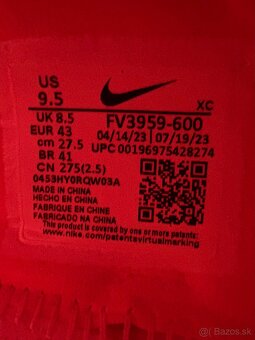 US
9.5
XC
UK 8.5
EUR 43
cm 27.5
BR 41
CN 275(2.5)
FV3959-600
04/14/23 07/19/23
UPC 00196975428274
0453HY0RQW03A
MADE IN CHINA
HECHO EN CHINA
FABRIQUE EN CHINE
FABRICADO NA CHINA
This product is covered by one or more patents
www.nike.com/patentsvirtualmarking
bazos.sk